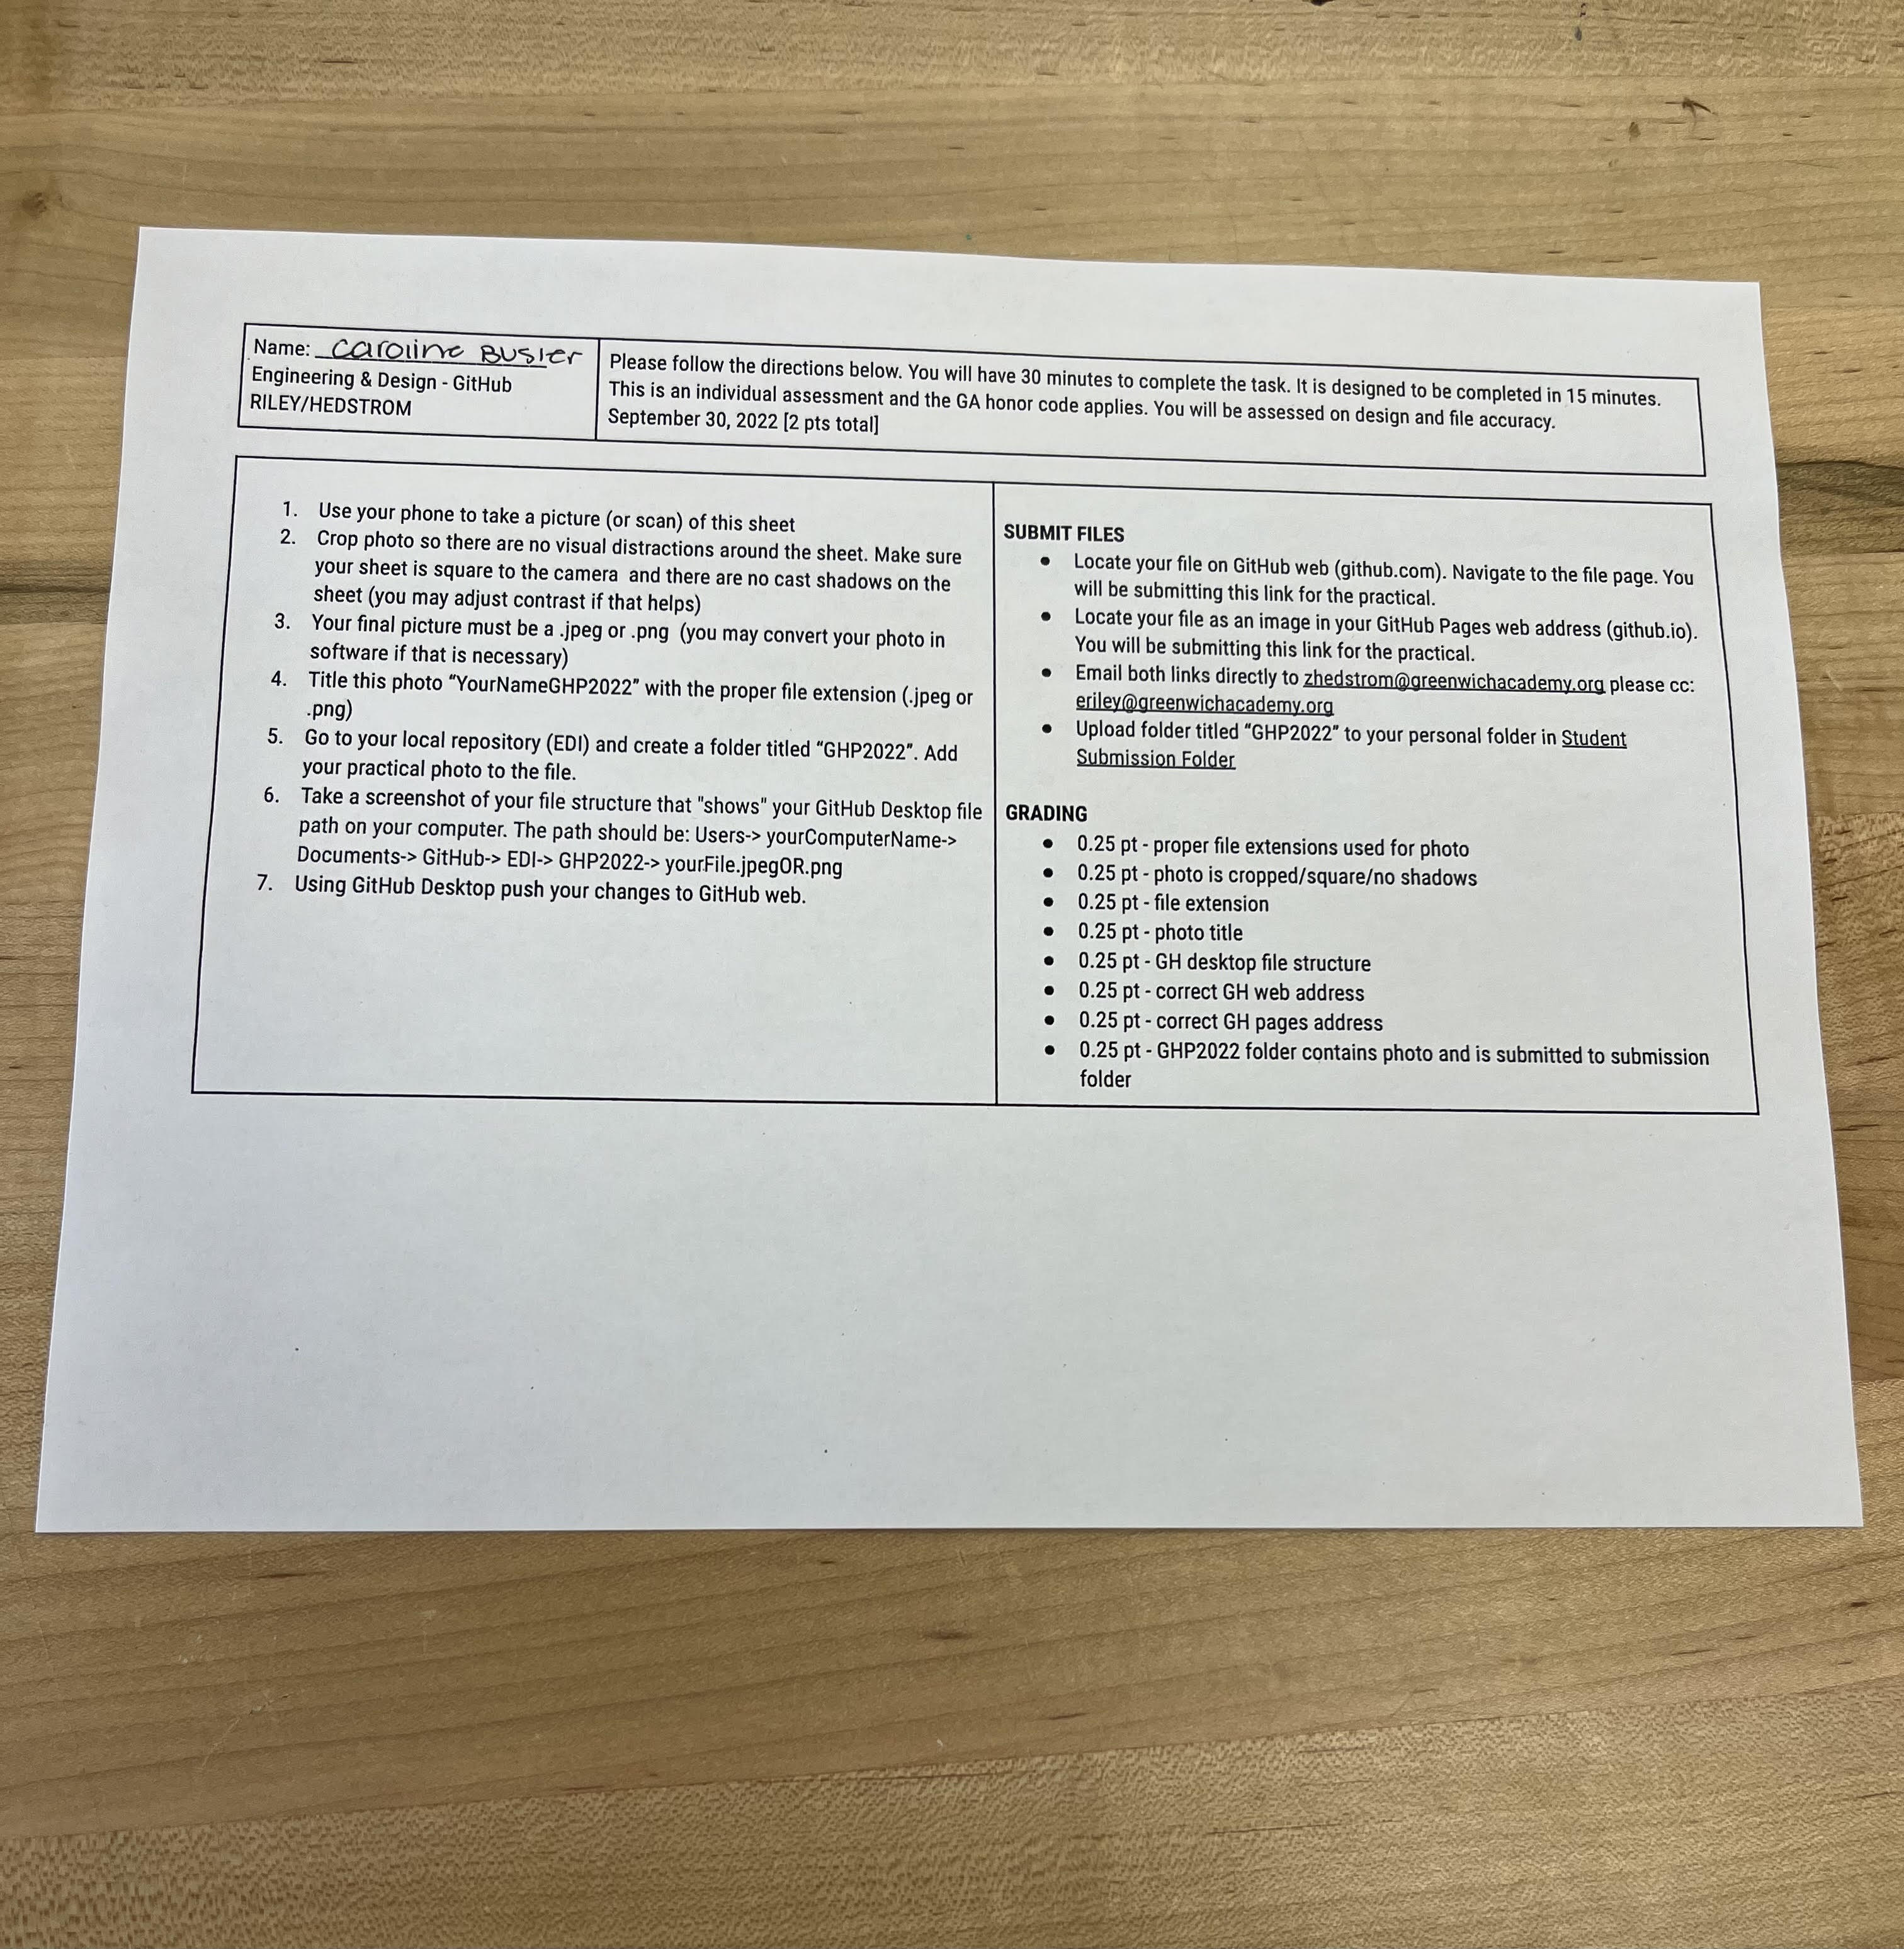 Name: Caroline Busler
Engineering & Design - GitHub
RILEY/HEDSTROM
Please follow the directions below. You will have 30 minutes to complete the task. It is designed to be completed in 15 minutes.
This is an individual assessment and the GA honor code applies. You will be assessed on design and file accuracy.
September 30, 2022 [2 pts total]
1. Use your phone to take a picture (or scan) of this sheet
2. Crop photo so there are no visual distractions around the sheet. Make sure
your sheet is square to the camera and there are no cast shadows on the
sheet (you may adjust contrast if that helps)
3. Your final picture must be a .jpeg or .png (you may convert your photo in
software if that is necessary)
4. Title this photo “YourNameGHP2022” with the proper file extension (.jpeg or
.png)
5. Go to your local repository (EDI) and create a folder titled “GHP2022”. Add
your practical photo to the file.
6. Take a screenshot of your file structure that "shows" your GitHub Desktop file
path on your computer. The path should be: Users-> yourComputerName->
Documents-> GitHub-> EDI-> GHP2022-> yourFile.jpegOR.png
7. Using GitHub Desktop push your changes to GitHub web.
SUBMIT FILES
● Locate your file on GitHub web (github.com). Navigate to the file page. You
will be submitting this link for the practical.
● Locate your file as an image in your GitHub Pages web address (github.io).
You will be submitting this link for the practical.
● Email both links directly to zhedstrom@greenwichacademy.org please cc:
eriley@greenwichacademy.org
● Upload folder titled “GHP2022” to your personal folder in Student
Submission Folder
GRADING
● 0.25 pt - proper file extensions used for photo
● 0.25 pt - photo is cropped/square/no shadows
● 0.25 pt - file extension
● 0.25 pt - photo title
● 0.25 pt - GH desktop file structure
● 0.25 pt - correct GH web address
● 0.25 pt - correct GH pages address
● 0.25 pt - GHP2022 folder contains photo and is submitted to submission
folder